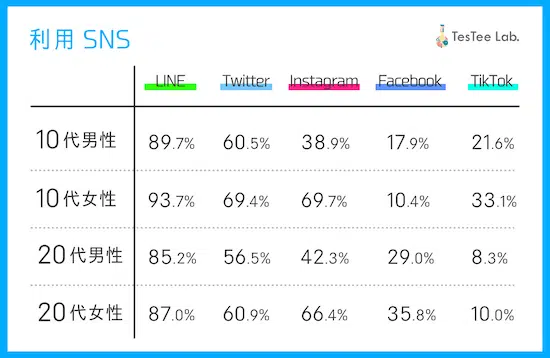 利用 SNS
TesTee Lab.
LINE Twitter Instagram Facebook TikTok
10代男性 89.7% 60.5% 38.9% 17.9% 21.6%
10代女性 93.7% 69.4% 69.7% 10.4% 33.1%
20代男性 85.2% 56.5% 42.3% 29.0% 8.3%
20代女性 87.0% 60.9% 66.4% 35.8% 10.0%